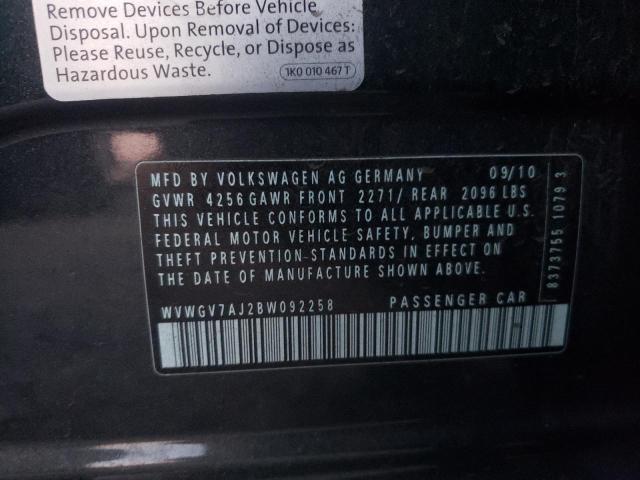 Remove Devices Before Vehicle
Disposal. Upon Removal of Devices:
Please Reuse, Recycle, or Dispose as
Hazardous Waste.
1K0 010 467 T
MFD BY VOLKSWAGEN AG GERMANY 09/10
GVWR 4256 GAWR FRONT 2271/ REAR 2096 LBS
THIS VEHICLE CONFORMS TO ALL APPLICABLE U.S.
FEDERAL MOTOR VEHICLE SAFETY, BUMPER AND
THEFT PREVENTION-STANDARDS IN EFFECT ON
THE DATE OF MANUFACTURE SHOWN ABOVE.
WVWGV7AJ2BW092258 PASSENGER CAR
8373755 1079 3